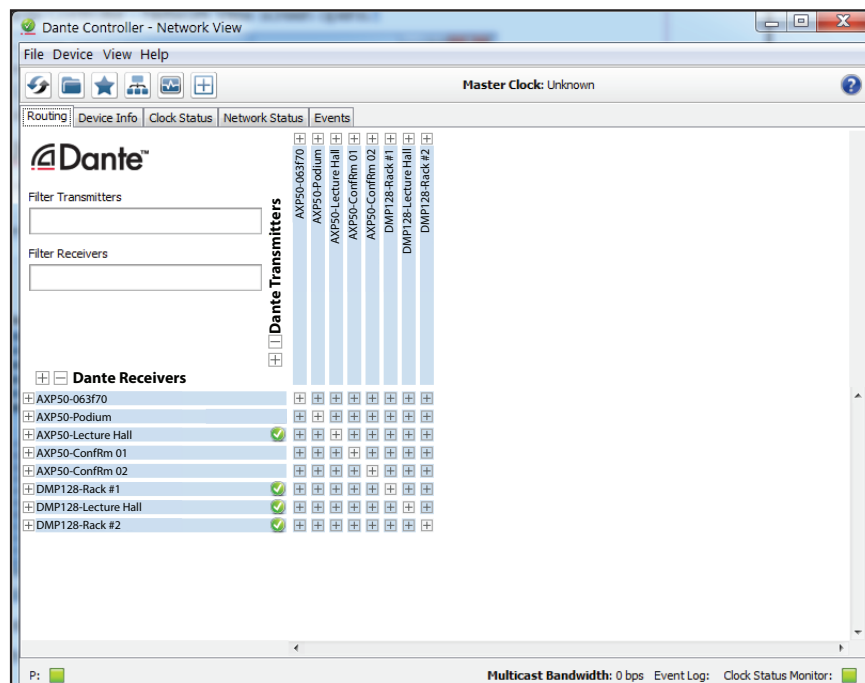 Dante Controller - Network View
File Device View Help
Master Clock: Unknown
Routing Device Info Clock Status Network Status Events
Dante™
Filter Transmitters
Filter Receivers
Dante Transmitters
AXP50-063f70
AXP50-Podium
AXP50-Lecture Hall
AXP50-ConfRm 01
AXP50-ConfRm 02
DMP128-Rack #1
DMP128-Lecture Hall
DMP128-Rack #2
Dante Receivers
AXP50-063f70
AXP50-Podium
AXP50-Lecture Hall
AXP50-ConfRm 01
AXP50-ConfRm 02
DMP128-Rack #1
DMP128-Lecture Hall
DMP128-Rack #2
P: Multicast Bandwidth: 0 bps Event Log: Clock Status Monitor: